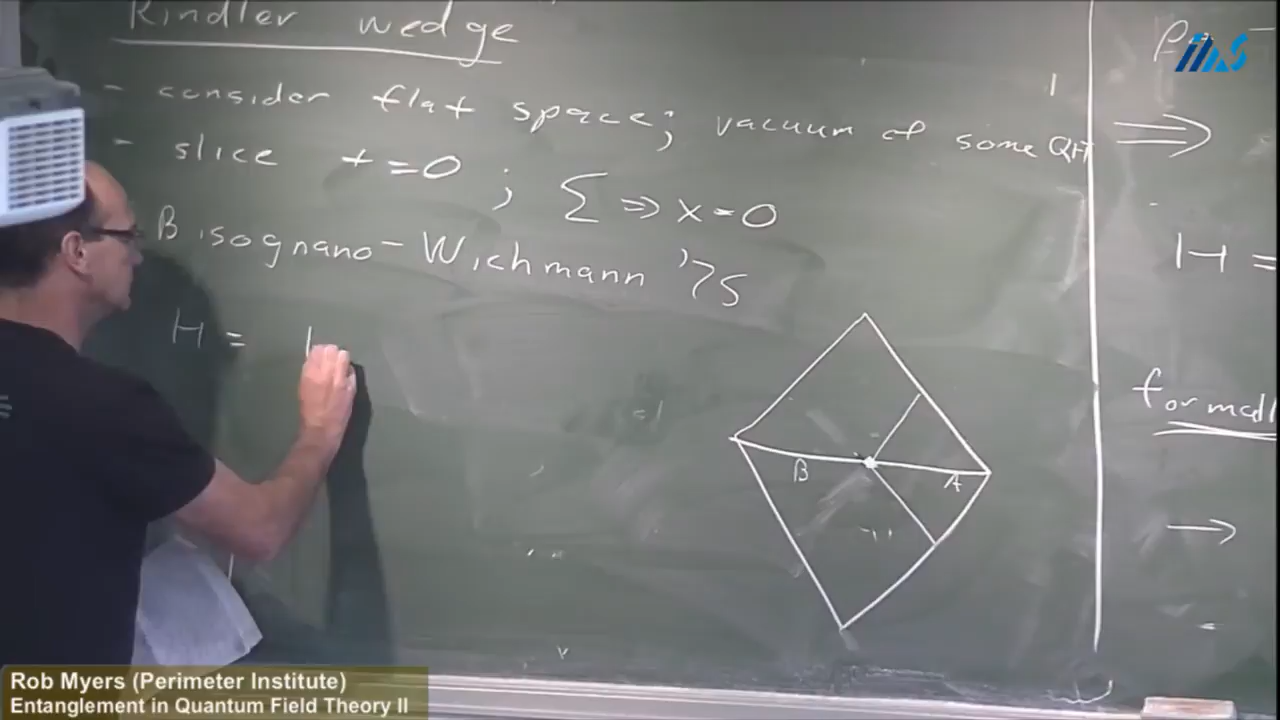 Rindler wedge
- consider flat space; vacuum of some QFT
- slice t=0 ; Σ ⇒ x=0
Bisognano-Wichmann '75
H =
B
A
⇒
H =
formall
→
Rob Myers (Perimeter Institute)
Entanglement in Quantum Field Theory II